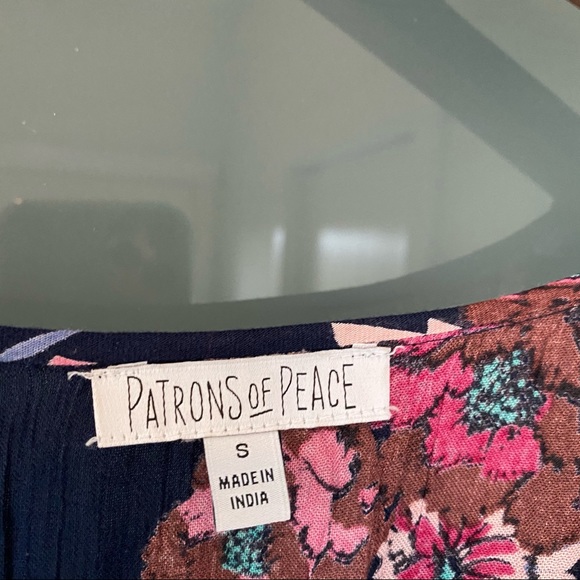 PATRONS OF PEACE
S
MADE IN
INDIA